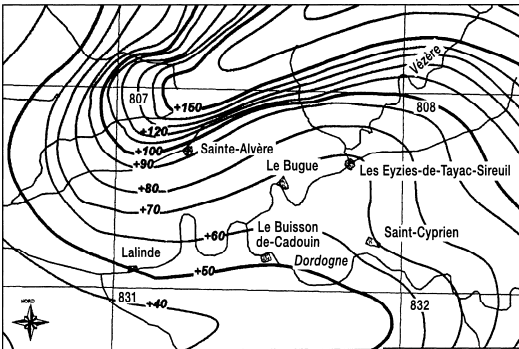 Vézère
807
+150
808
+120
+100
Sainte-Alvère
+90
Le Bugue
Les Eyzies-de-Tayac-Sireuil
+80
+70
Le Buisson
de-Cadouin
Saint-Cyprien
+60
Lalinde
+50
Dordogne
831
+40
832
NORD